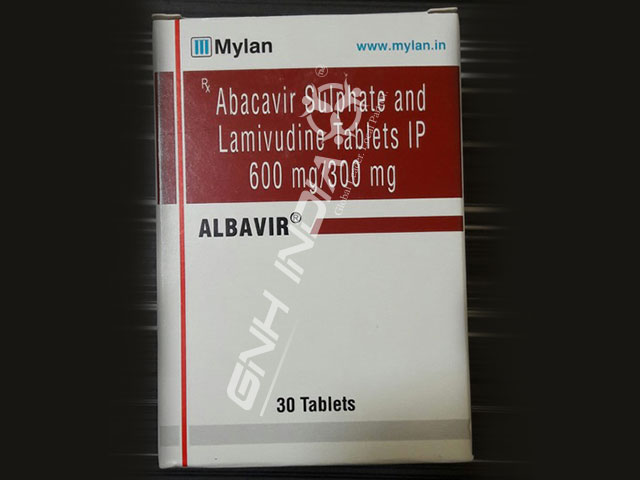 Mylan
www.mylan.in
Rx
Abacavir Sulphate and
Lamivudine Tablets IP
600 mg/300 mg
ALBAVIR®
30 Tablets
GNH INDIA
TM